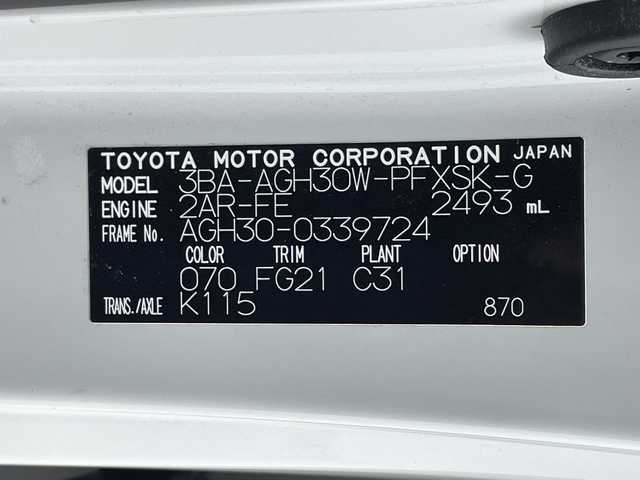 TOYOTA MOTOR CORPORATION JAPAN
MODEL 3BA-AGH30W-PFXSK-G
ENGINE 2AR-FE 2493 mL
FRAME No. AGH30-0339724
COLOR TRIM PLANT OPTION
070 FG21 C31
TRANS./AXLE K115 870